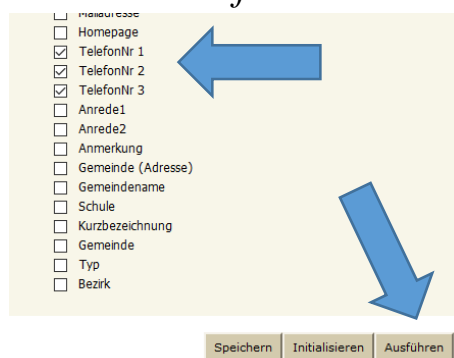 Mailadresse
Homepage
TelefonNr 1
TelefonNr 2
TelefonNr 3
Anrede1
Anrede2
Anmerkung
Gemeinde (Adresse)
Gemeindename
Schule
Kurzbezeichnung
Gemeinde
Typ
Bezirk
Speichern Initialisieren Ausführen